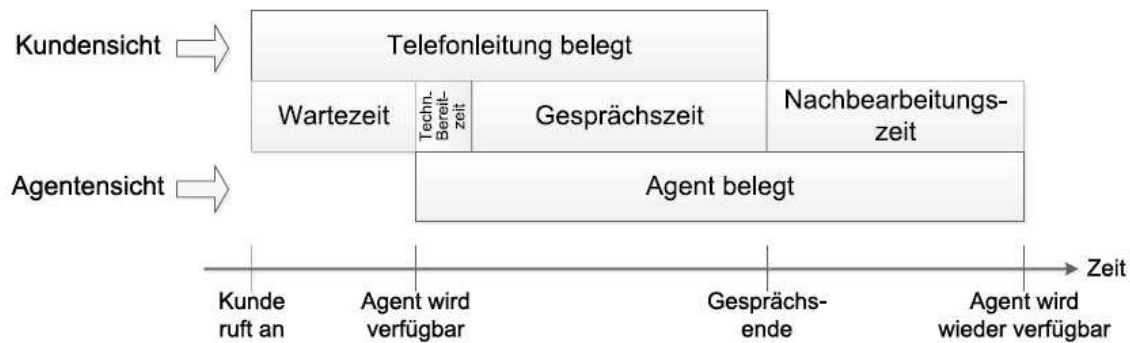 Kundensicht
Telefonleitung belegt
Wartezeit
Techn.
Bereit-
zeit
Gesprächszeit
Nachbearbeitungs-
zeit
Agentensicht
Agent belegt
Zeit
Kunde
ruft an
Agent wird
verfügbar
Gesprächs-
ende
Agent wird
wieder verfügbar